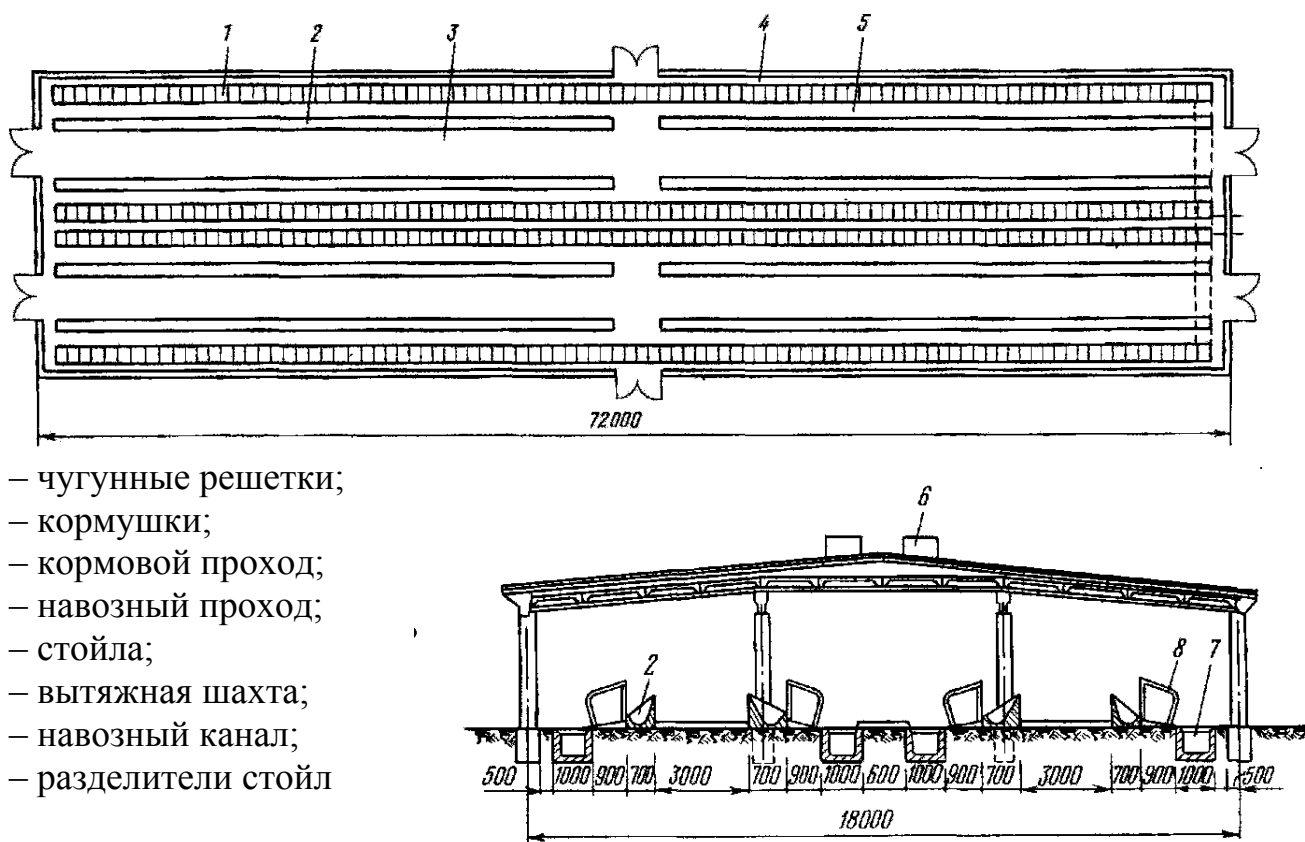 1 2 3 4 5
72000
– чугунные решетки;
– кормушки;
– кормовой проход;
– навозный проход;
– стойла;
– вытяжная шахта;
– навозный канал;
– разделители стойл
6
2 8 7
500 1000 900 700 3000 700 900 1000 600 1000 900 700 3000 700 900 1000 500
18000